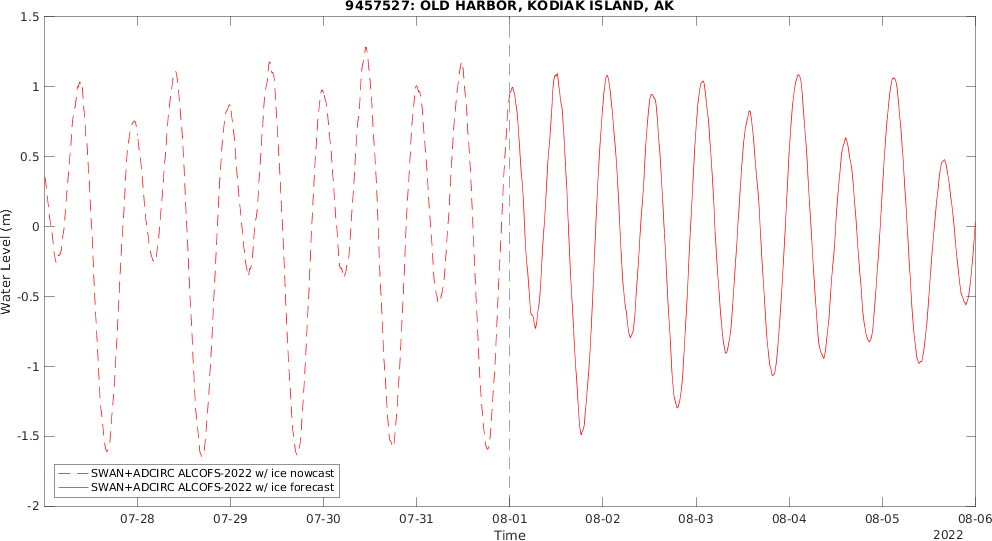 9457527: OLD HARBOR, KODIAK ISLAND, AK
1.5
1
0.5
0
-0.5
-1
-1.5
-2
Water Level (m)
SWAN+ADCIRC ALCOFS-2022 w/ ice nowcast
SWAN+ADCIRC ALCOFS-2022 w/ ice forecast
07-28 07-29 07-30 07-31 08-01 08-02 08-03 08-04 08-05 08-06
Time
2022